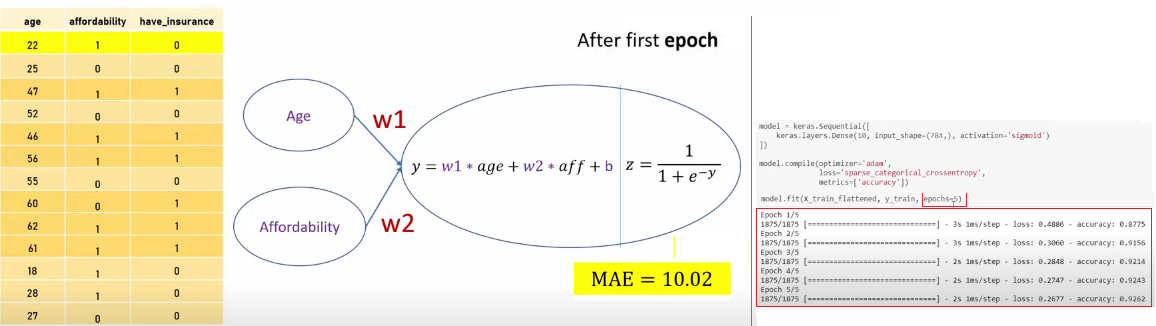 age affordability have_insurance
22 1 0
25 0 0
47 1 1
52 0 0
46 1 1
56 1 1
55 0 0
60 0 1
62 1 1
61 1 1
18 1 0
28 1 0
27 0 0
After first epoch
Age
w1
y = w1 * age + w2 * aff + b z = 1 / 1 + e^−y
Affordability
w2
MAE = 10.02
model = keras.Sequential([
    keras.layers.Dense(10, input_shape=(784,), activation='sigmoid')
])
model.compile(optimizer='adam',
              loss='sparse_categorical_crossentropy',
              metrics=['accuracy'])
model.fit(X_train_flattened, y_train, epochs=5)
Epoch 1/5
1875/1875 [==============================] - 3s 1ms/step - loss: 0.4886 - accuracy: 0.8775
Epoch 2/5
1875/1875 [==============================] - 3s 1ms/step - loss: 0.3060 - accuracy: 0.9156
Epoch 3/5
1875/1875 [==============================] - 2s 1ms/step - loss: 0.2848 - accuracy: 0.9214
Epoch 4/5
1875/1875 [==============================] - 2s 1ms/step - loss: 0.2747 - accuracy: 0.9243
Epoch 5/5
1875/1875 [==============================] - 2s 1ms/step - loss: 0.2677 - accuracy: 0.9262